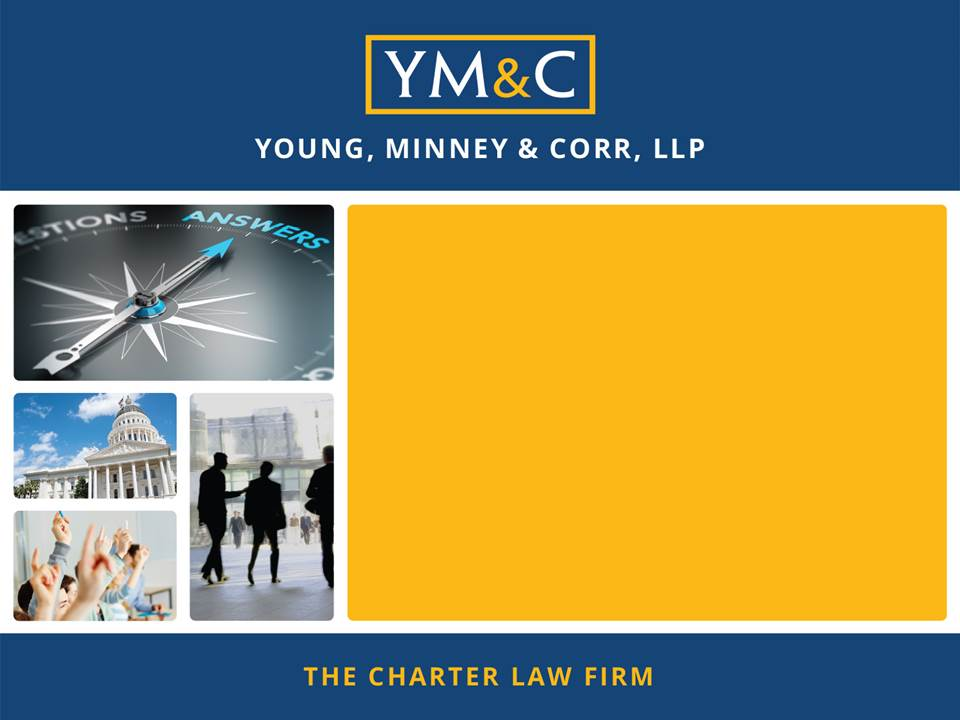 YM&C
YOUNG, MINNEY & CORR, LLP
ESTIONS ANSWERS
THE CHARTER LAW FIRM